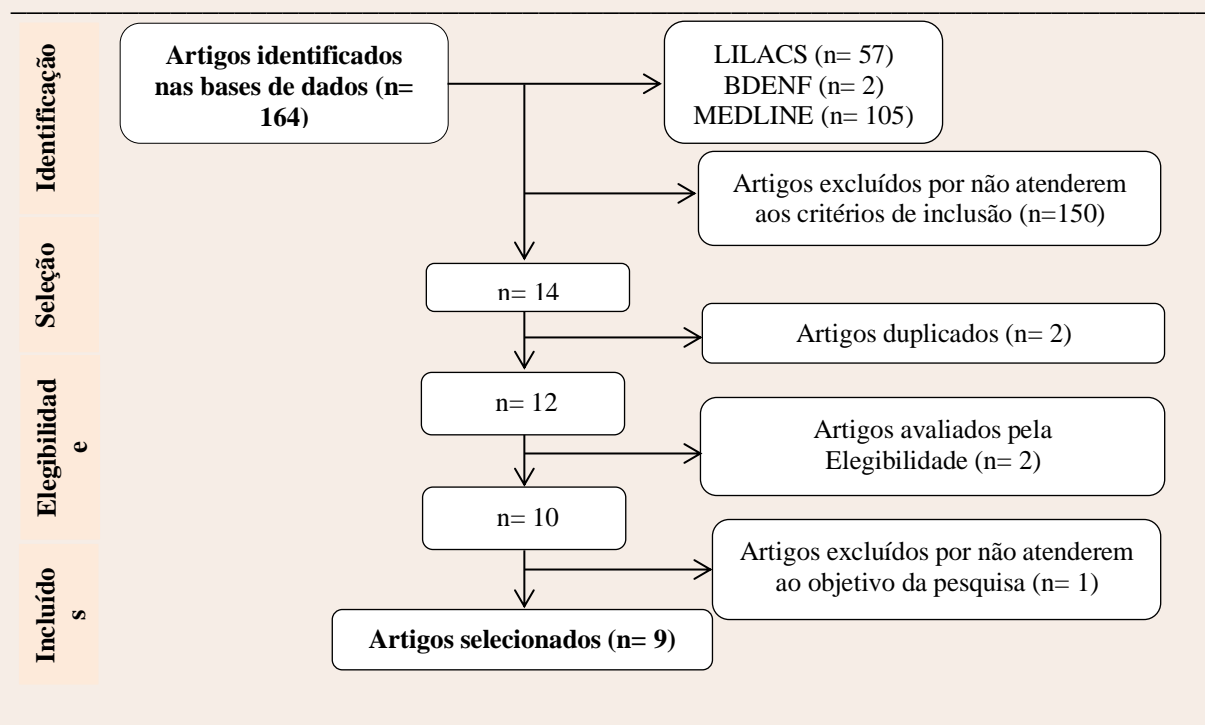 Identificação
Artigos identificados
nas bases de dados (n=
164)
LILACS (n= 57)
BDENF (n= 2)
MEDLINE (n= 105)
Artigos excluídos por não atenderem
aos critérios de inclusão (n=150)
Seleção
n= 14
Artigos duplicados (n= 2)
Elegibilidad
e
n= 12
Artigos avaliados pela
Elegibilidade (n= 2)
n= 10
Incluído
s
Artigos excluídos por não atenderem
ao objetivo da pesquisa (n= 1)
Artigos selecionados (n= 9)